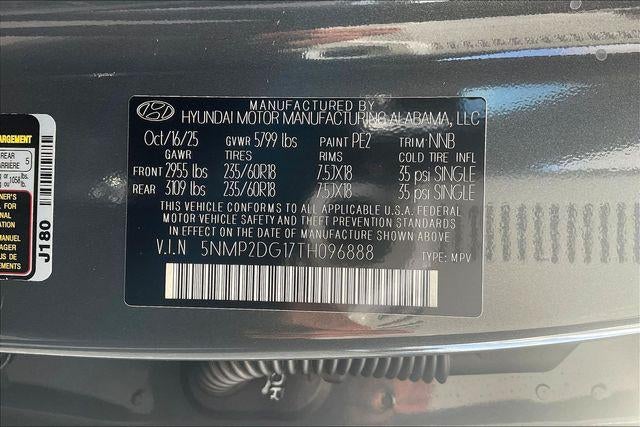 MANUFACTURED BY
HYUNDAI MOTOR MANUFACTURING ALABAMA, LLC
Oct/16/25 GVWR 5799 lbs PAINT PE2 TRIM NNB
GAWR TIRES RIMS COLD TIRE INFL
FRONT 2955 lbs 235/60R18 7.5JX18 35 psi SINGLE
REAR 3109 lbs 235/60R18 7.5JX18 35 psi SINGLE
THIS VEHICLE CONFORMS TO ALL APPLICABLE U.S.A. FEDERAL
MOTOR VEHICLE SAFETY AND THEFT PREVENTION STANDARDS
IN EFFECT ON THE DATE OF MANUFACTURE SHOWN ABOVE.
V.I.N 5NMP2DG17TH096888 TYPE: MPV
REAR 5
J180